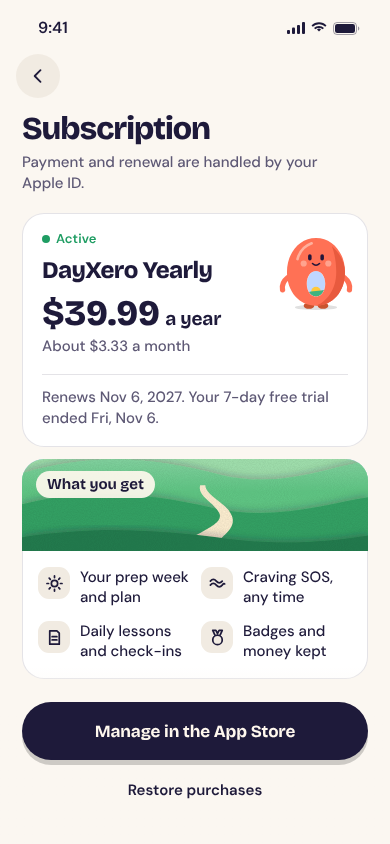 9:41
Subscription
Payment and renewal are handled by your
Apple ID.
Active
DayXero Yearly
$39.99 a year
About $3.33 a month
Renews Nov 6, 2027. Your 7-day free trial
ended Fri, Nov 6.
What you get
Your prep week
and plan
Craving SOS,
any time
Daily lessons
and check-ins
Badges and
money kept
Manage in the App Store
Restore purchases